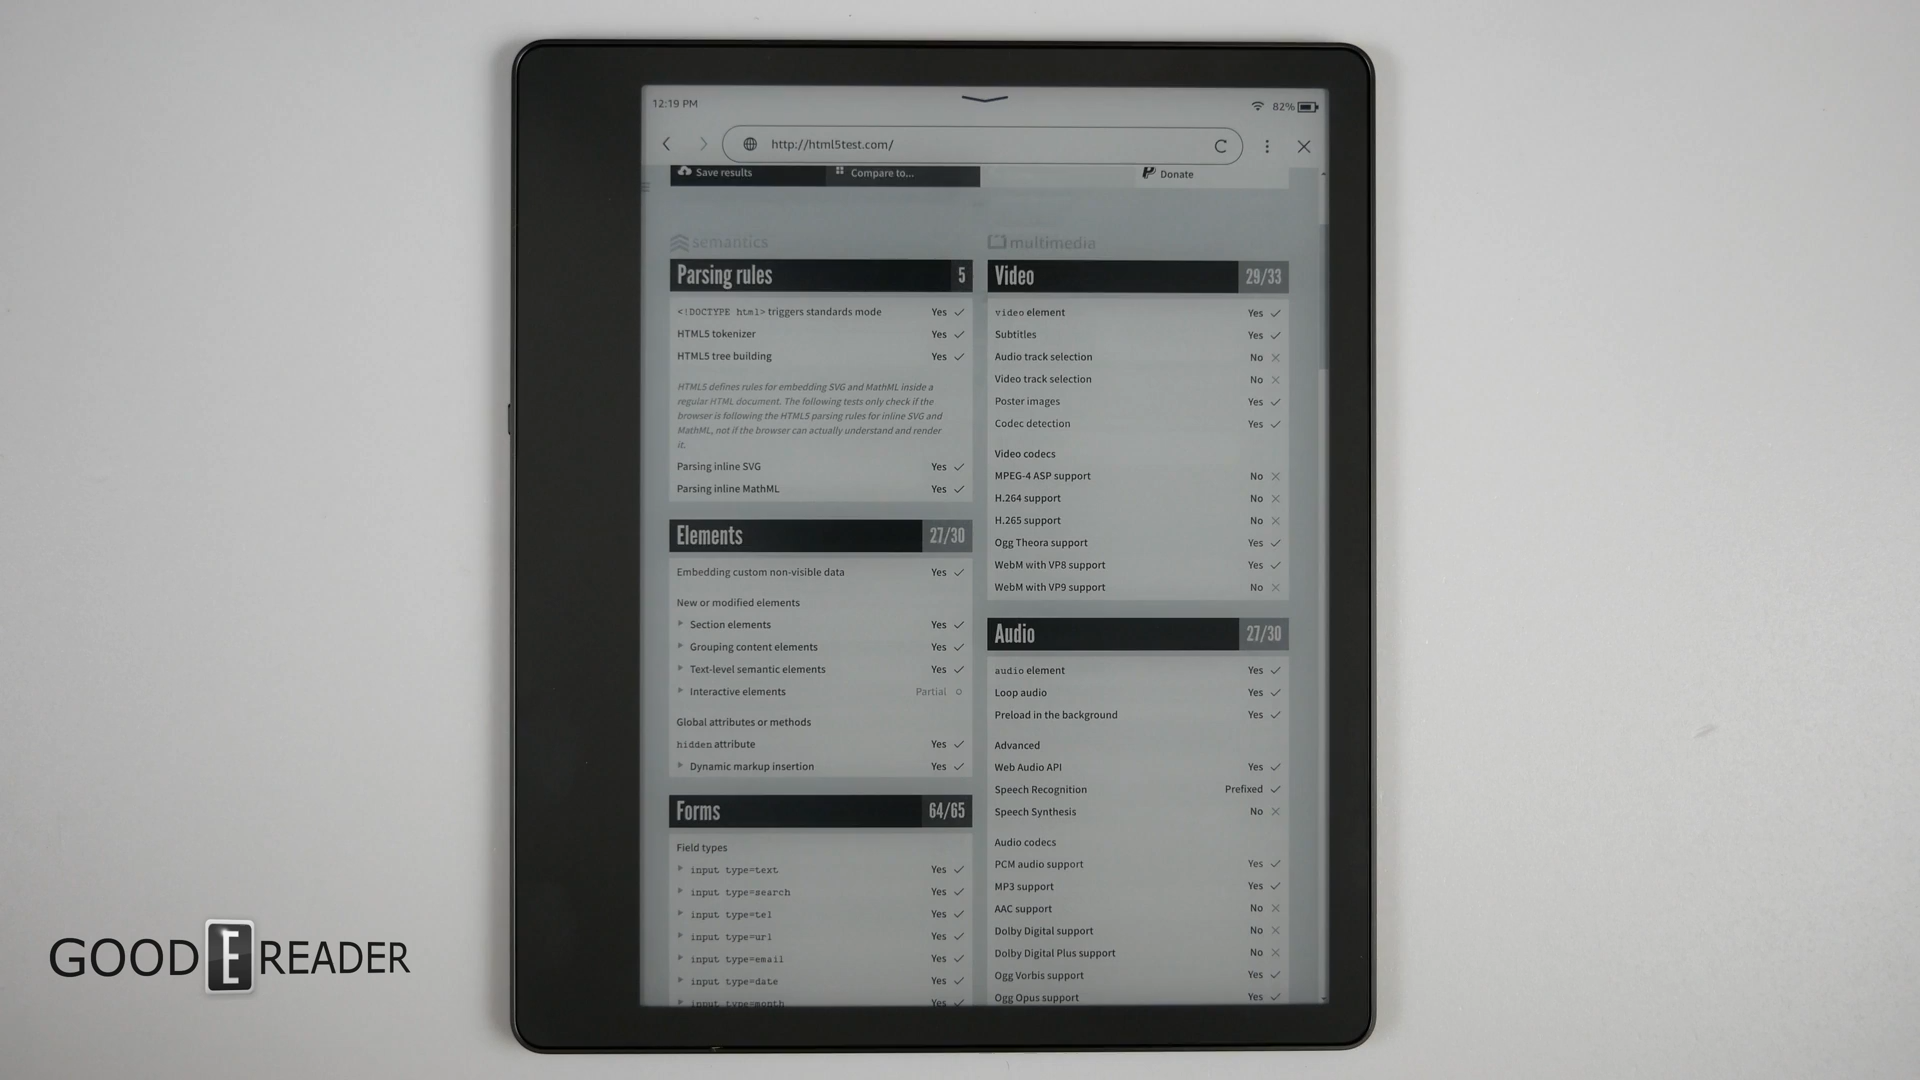 12:19 PM
82%
http://html5test.com/
Save results
Compare to...
Donate
semantics
Parsing rules 5
<!DOCTYPE html> triggers standards mode Yes
HTML5 tokenizer Yes
HTML5 tree building Yes
HTML5 defines rules for embedding SVG and MathML inside a
regular HTML document. The following tests only check if the
browser is following the HTML5 parsing rules for inline SVG and
MathML, not if the browser can actually understand and render
it.
Parsing inline SVG Yes
Parsing inline MathML Yes
Elements 27/30
Embedding custom non-visible data Yes
New or modified elements
Section elements Yes
Grouping content elements Yes
Text-level semantic elements Yes
Interactive elements Partial
Global attributes or methods
hidden attribute Yes
Dynamic markup insertion Yes
Forms 64/65
Field types
input type=text Yes
input type=search Yes
input type=tel Yes
input type=url Yes
input type=email Yes
input type=date Yes
input type=month Yes
multimedia
Video 29/33
video element Yes
Subtitles Yes
Audio track selection No
Video track selection No
Poster images Yes
Codec detection Yes
Video codecs
MPEG-4 ASP support No
H.264 support No
H.265 support No
Ogg Theora support Yes
WebM with VP8 support Yes
WebM with VP9 support No
Audio 27/30
audio element Yes
Loop audio Yes
Preload in the background Yes
Advanced
Web Audio API Yes
Speech Recognition Prefixed
Speech Synthesis No
Audio codecs
PCM audio support Yes
MP3 support Yes
AAC support No
Dolby Digital support No
Dolby Digital Plus support No
Ogg Vorbis support Yes
Ogg Opus support Yes
GOOD E READER